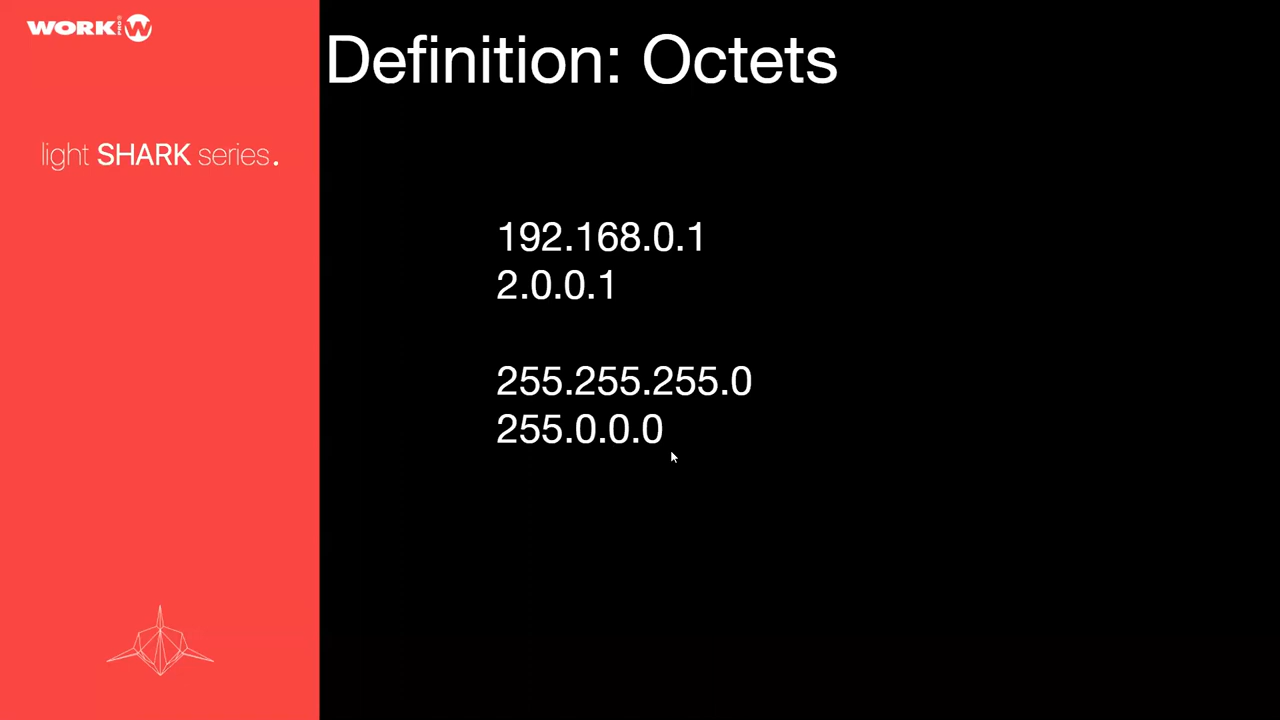 WORK PRO W
light SHARK series.
Definition: Octets
192.168.0.1
2.0.0.1
255.255.255.0
255.0.0.0